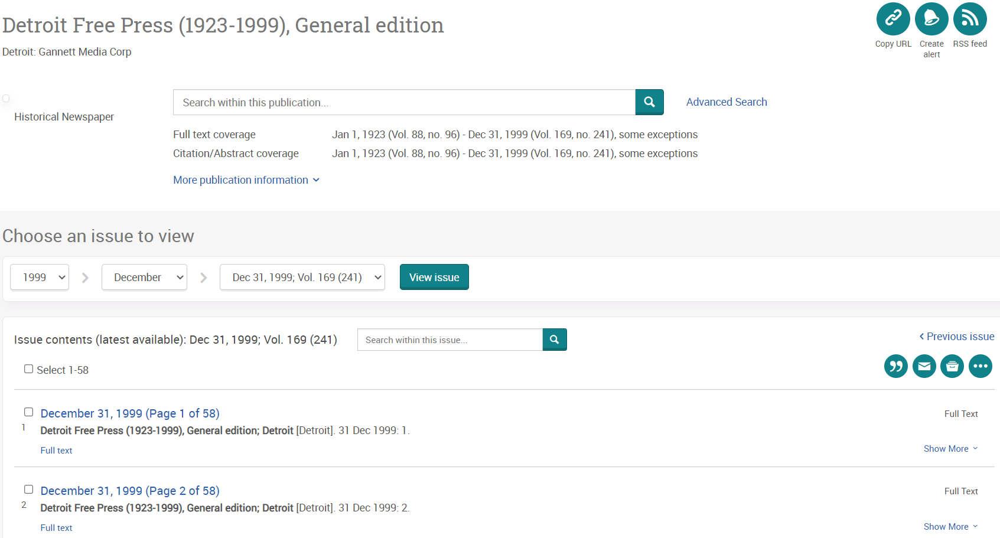 Detroit Free Press (1923-1999), General edition
Detroit: Gannett Media Corp
Copy URL
Create alert
RSS feed
Historical Newspaper
Search within this publication...
Advanced Search
Full text coverage
Jan 1, 1923 (Vol. 88, no. 96) - Dec 31, 1999 (Vol. 169, no. 241), some exceptions
Citation/Abstract coverage
Jan 1, 1923 (Vol. 88, no. 96) - Dec 31, 1999 (Vol. 169, no. 241), some exceptions
More publication information
Choose an issue to view
1999
December
Dec 31, 1999; Vol. 169 (241)
View issue
Issue contents (latest available): Dec 31, 1999; Vol. 169 (241)
Search within this issue...
Previous issue
Select 1-58
December 31, 1999 (Page 1 of 58)
Full Text
1
Detroit Free Press (1923-1999), General edition; Detroit [Detroit]. 31 Dec 1999: 1.
Full text
Show More
December 31, 1999 (Page 2 of 58)
Full Text
2
Detroit Free Press (1923-1999), General edition; Detroit [Detroit]. 31 Dec 1999: 2.
Full text
Show More